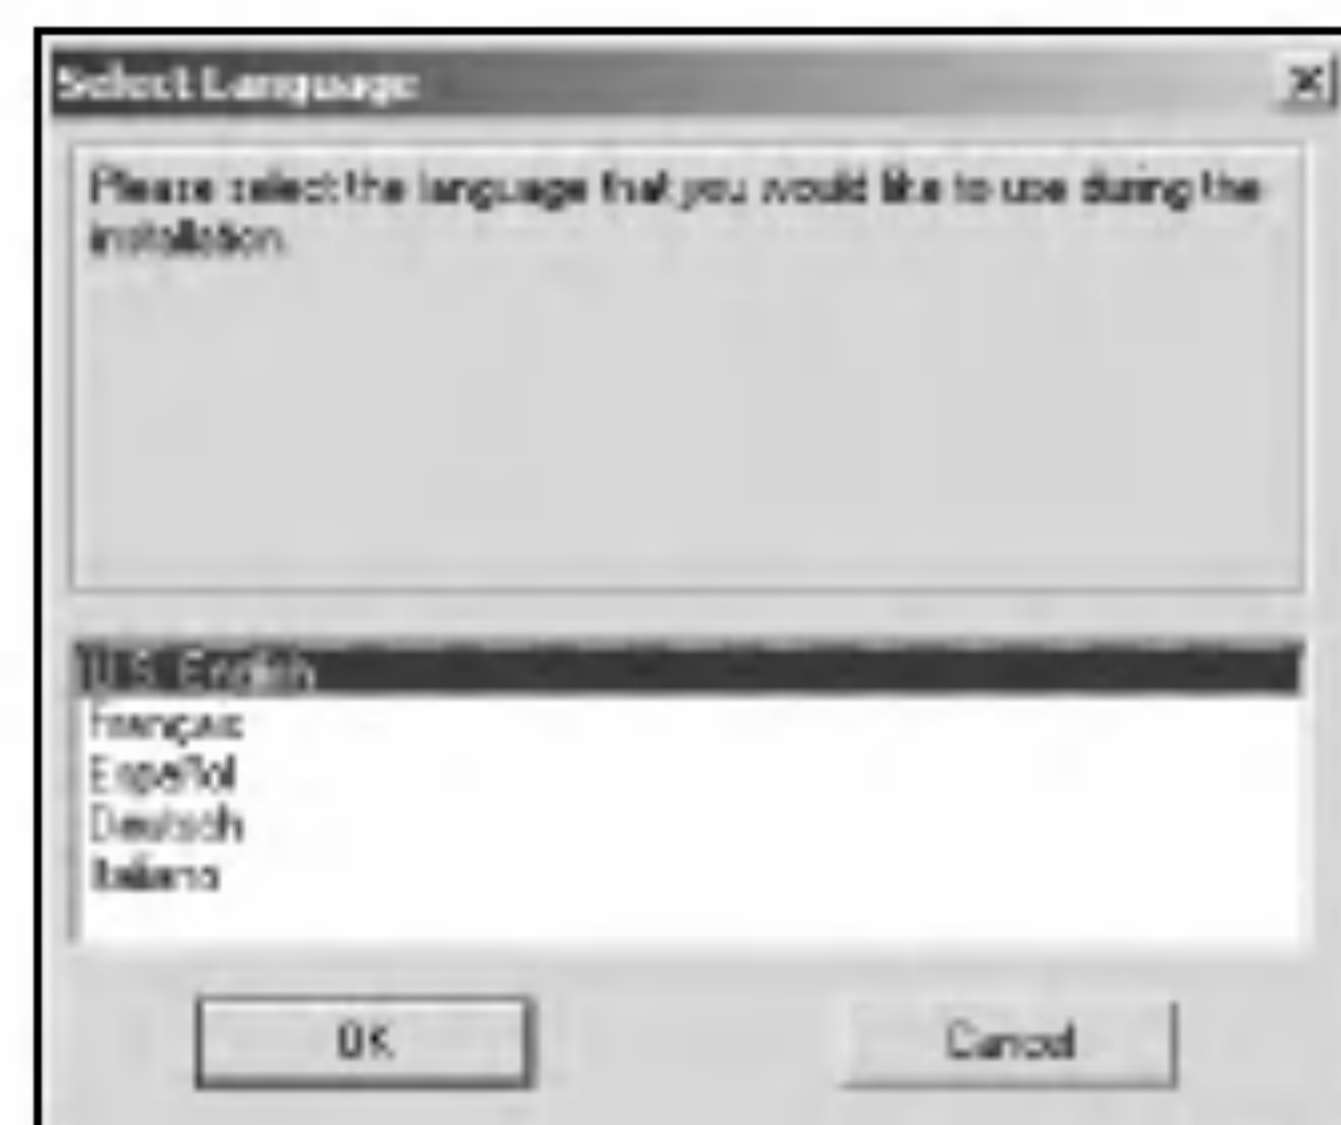 Select Language
Please select the language that you would like to use during the
installation.
U.S. English
Français
Español
Deutsch
Italiano
OK
Cancel